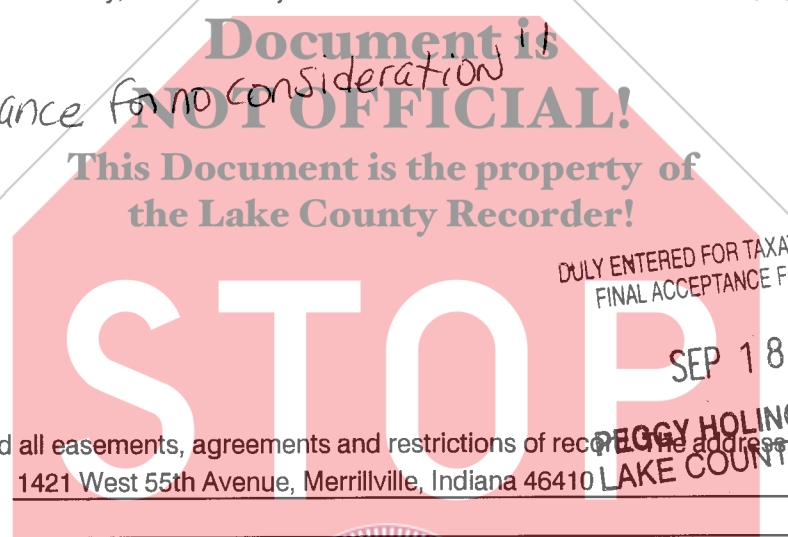 Document is
ance for no consideration "
NOT OFFICIAL!
This Document is the property of
the Lake County Recorder!
DULY ENTERED FOR TAXA
FINAL ACCEPTANCE F
STOP
SEP 18
PEGGY HOLING
d all easements, agreements and restrictions of record. The address
1421 West 55th Avenue, Merrillville, Indiana 46410
LAKE COUNT